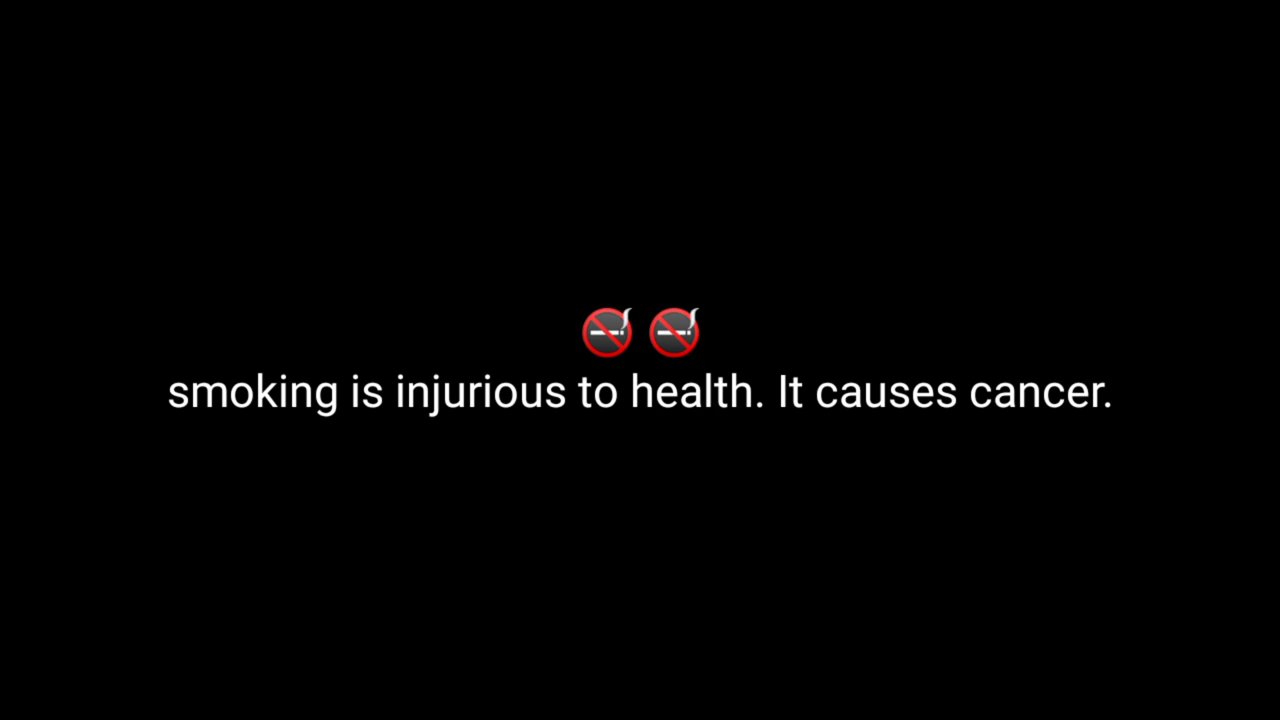 🚭 🚭
smoking is injurious to health. It causes cancer.